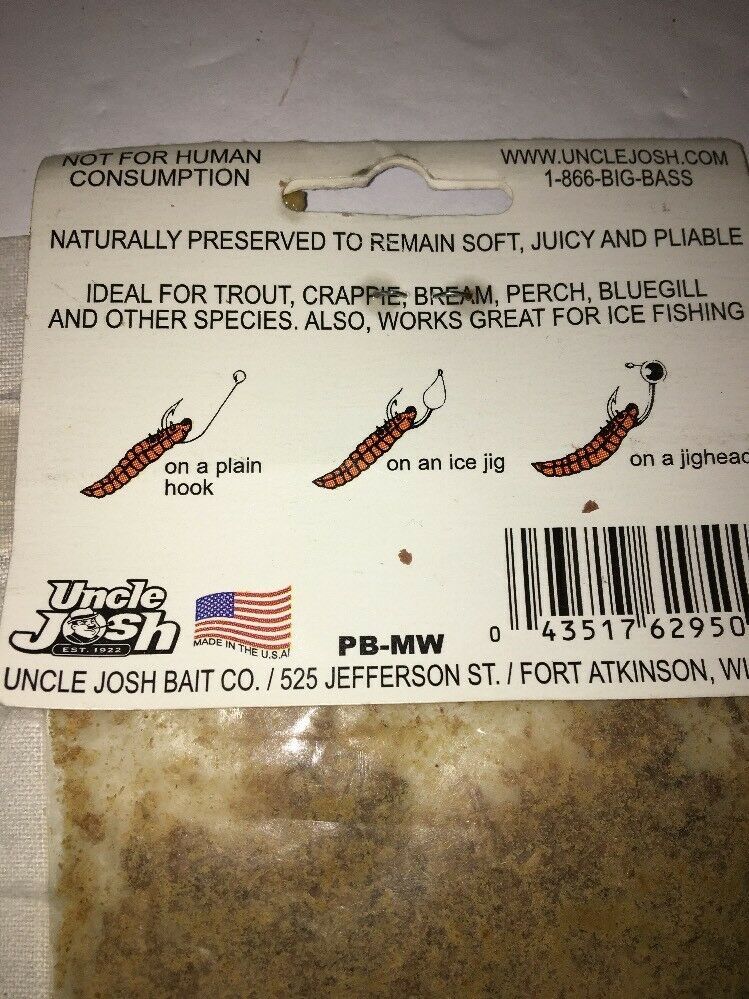 NOT FOR HUMAN
CONSUMPTION
WWW.UNCLEJOSH.COM
1-866-BIG-BASS
NATURALLY PRESERVED TO REMAIN SOFT, JUICY AND PLIABLE
IDEAL FOR TROUT, CRAPPIE, BREAM, PERCH, BLUEGILL
AND OTHER SPECIES. ALSO, WORKS GREAT FOR ICE FISHING
on a plain
hook
on an ice jig
on a jighead
Uncle
Josh
EST. 1922
MADE IN THE U.S.A
PB-MW
0 43517 62950
UNCLE JOSH BAIT CO. / 525 JEFFERSON ST. / FORT ATKINSON, WI